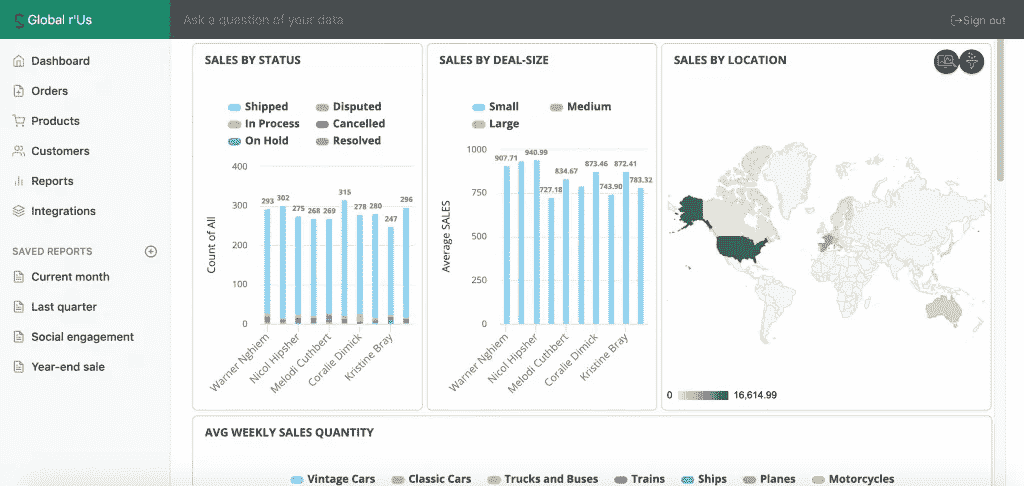 Global r'Us
Ask a question of your data
Sign out
Dashboard
Orders
Products
Customers
Reports
Integrations
SAVED REPORTS
Current month
Last quarter
Social engagement
Year-end sale
SALES BY STATUS
Shipped Disputed
In Process Cancelled
On Hold Resolved
Count of All
400
300
200
100
0
293 302 275 268 269 315 278 280 247 296
Warner Nghiem
Nicol Hipsher
Melodi Cuthbert
Coralie Dimick
Kristine Bray
SALES BY DEAL-SIZE
Small Medium
Large
Average SALES
1000
750
500
250
0
907.71 940.99 727.18 834.67 873.46 743.90 872.41 783.32
Warner Nghiem
Nicol Hipsher
Melodi Cuthbert
Coralie Dimick
Kristine Bray
SALES BY LOCATION
0 16,614.99
AVG WEEKLY SALES QUANTITY
Vintage Cars Classic Cars Trucks and Buses Trains Ships Planes Motorcycles